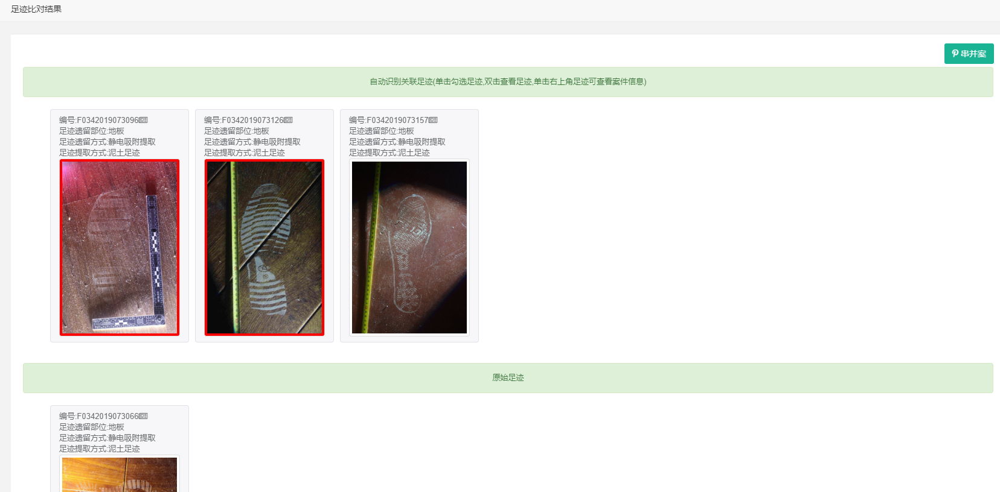 足迹比对结果
串并案
自动识别关联足迹(单击勾选足迹,双击查看足迹,单击右上角足迹可查看案件信息)
编号:F0342019073096
足迹遗留部位:地板
足迹遗留方式:静电吸附提取
足迹提取方式:泥土足迹
编号:F0342019073126
足迹遗留部位:地板
足迹遗留方式:静电吸附提取
足迹提取方式:泥土足迹
编号:F0342019073157
足迹遗留部位:地板
足迹遗留方式:静电吸附提取
足迹提取方式:泥土足迹
原始足迹
编号:F0342019073066
足迹遗留部位:地板
足迹遗留方式:静电吸附提取
足迹提取方式:泥土足迹